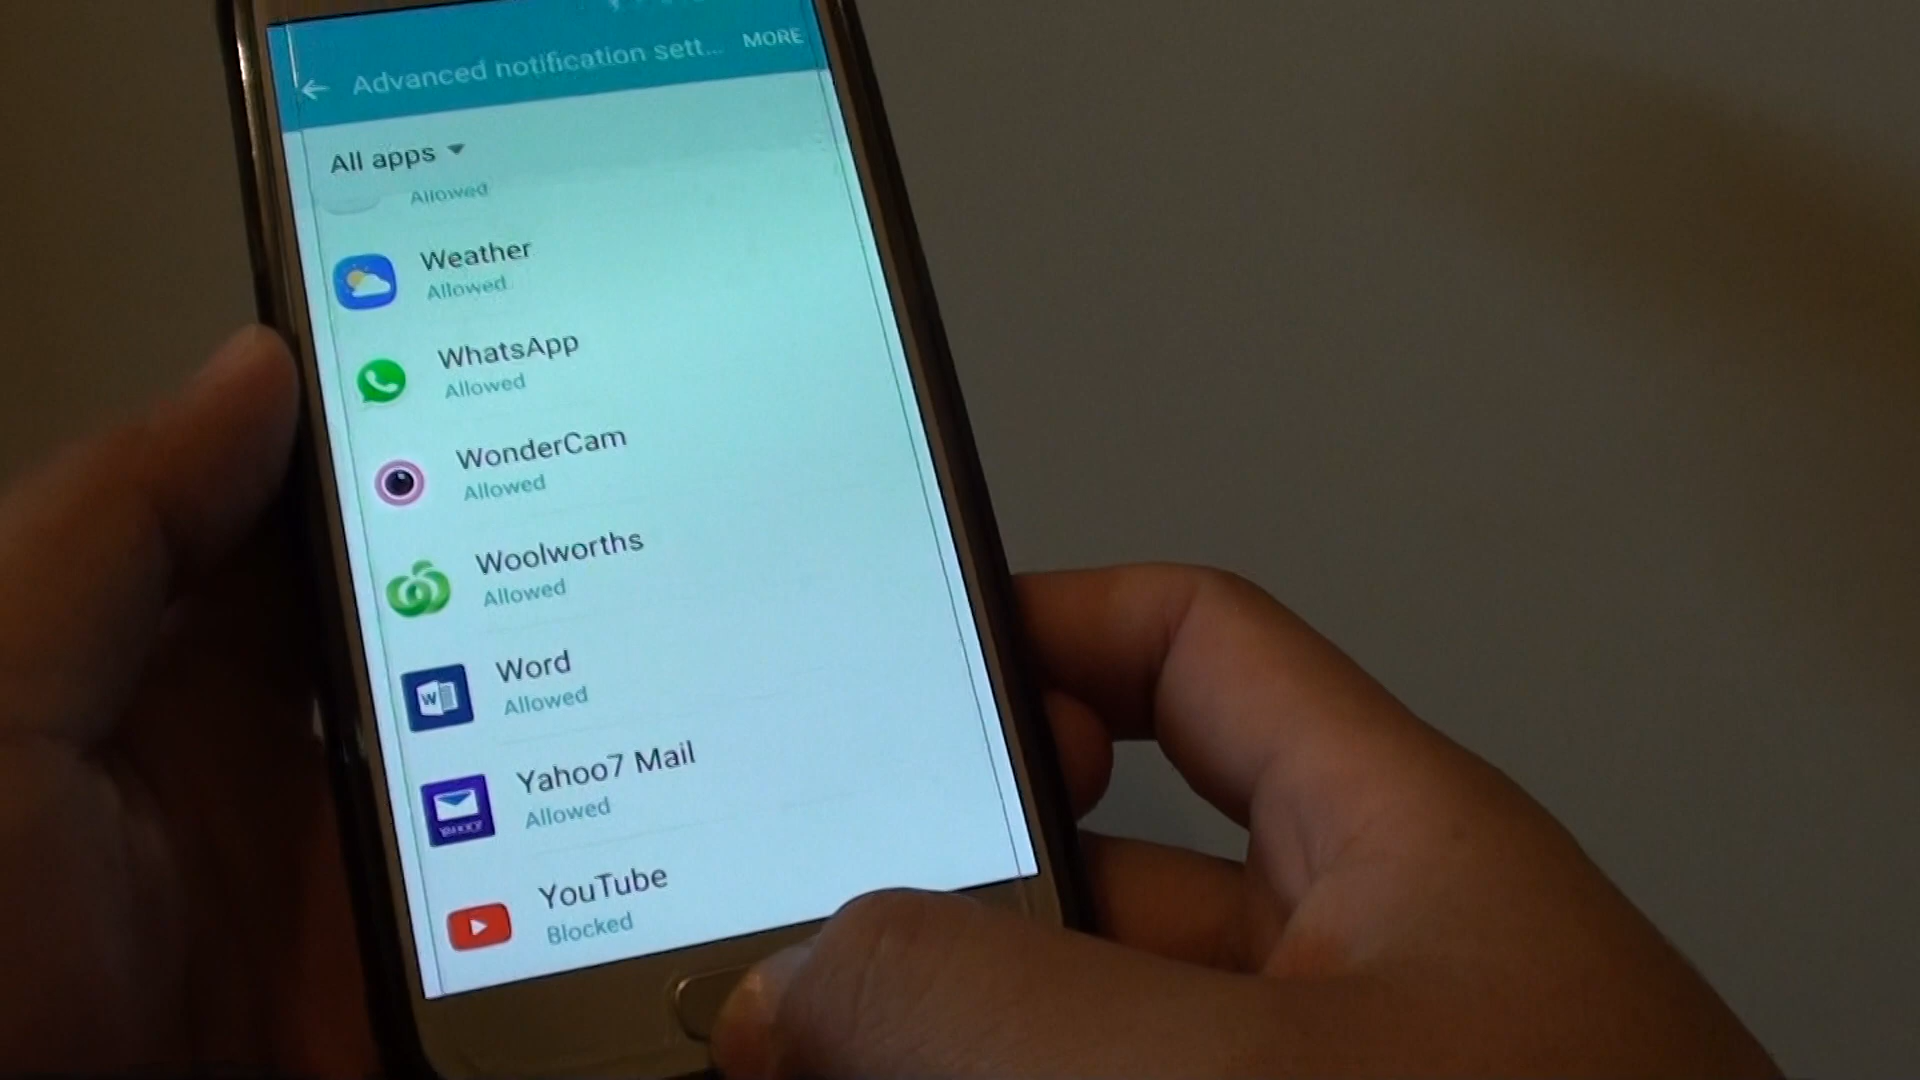 Advanced notification sett... MORE
All apps
Allowed
Weather
Allowed
WhatsApp
Allowed
WonderCam
Allowed
Woolworths
Allowed
Word
Allowed
W
Yahoo7 Mail
Allowed
YAHOO!
YouTube
Blocked